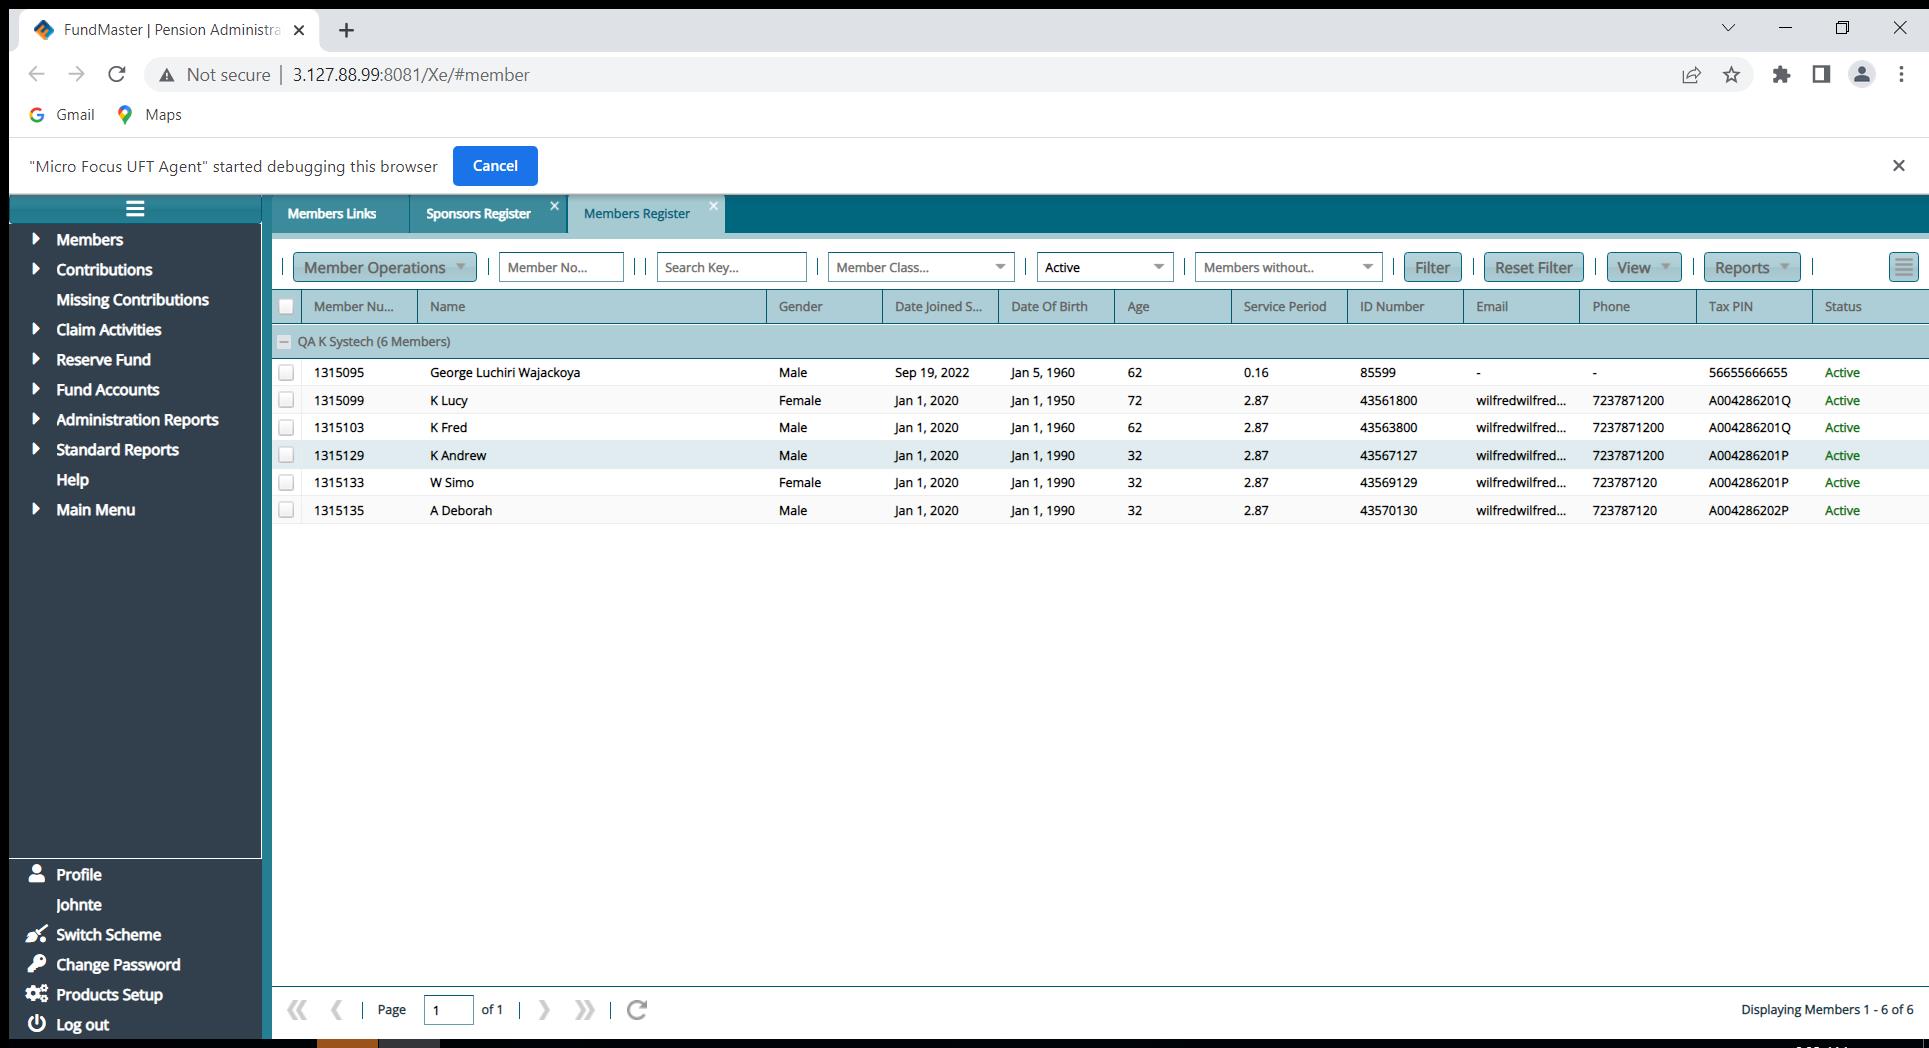 FundMaster | Pension Administra
Not secure | 3.127.88.99:8081/Xe/#member
Gmail Maps
"Micro Focus UFT Agent" started debugging this browser Cancel
Members Links Sponsors Register Members Register
Member Operations Member No... Search Key... Member Class... Active Members without.. Filter Reset Filter View Reports
Member Nu... Name Gender Date Joined S... Date Of Birth Age Service Period ID Number Email Phone Tax PIN Status
QA K Systech (6 Members)
1315095 George Luchiri Wajackoya Male Sep 19, 2022 Jan 5, 1960 62 0.16 85599 - - 56655666655 Active
1315099 K Lucy Female Jan 1, 2020 Jan 1, 1950 72 2.87 43561800 wilfredwilfred... 7237871200 A004286201Q Active
1315103 K Fred Male Jan 1, 2020 Jan 1, 1960 62 2.87 43563800 wilfredwilfred... 7237871200 A004286201Q Active
1315129 K Andrew Male Jan 1, 2020 Jan 1, 1990 32 2.87 43567127 wilfredwilfred... 7237871200 A004286201P Active
1315133 W Simo Female Jan 1, 2020 Jan 1, 1990 32 2.87 43569129 wilfredwilfred... 723787120 A004286201P Active
1315135 A Deborah Male Jan 1, 2020 Jan 1, 1990 32 2.87 43570130 wilfredwilfred... 723787120 A004286202P Active
Members
Contributions
Missing Contributions
Claim Activities
Reserve Fund
Fund Accounts
Administration Reports
Standard Reports
Help
Main Menu
Profile
Johnte
Switch Scheme
Change Password
Products Setup
Log out
Page 1 of 1 Displaying Members 1 - 6 of 6